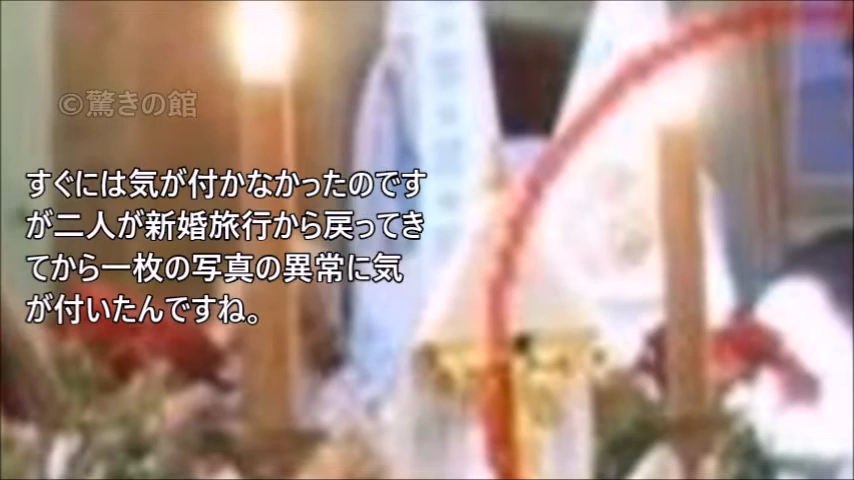 ©驚きの館
すぐには気が付かなかったのです
が二人が新婚旅行から戻ってき
てから一枚の写真の異常に気
が付いたんですね。